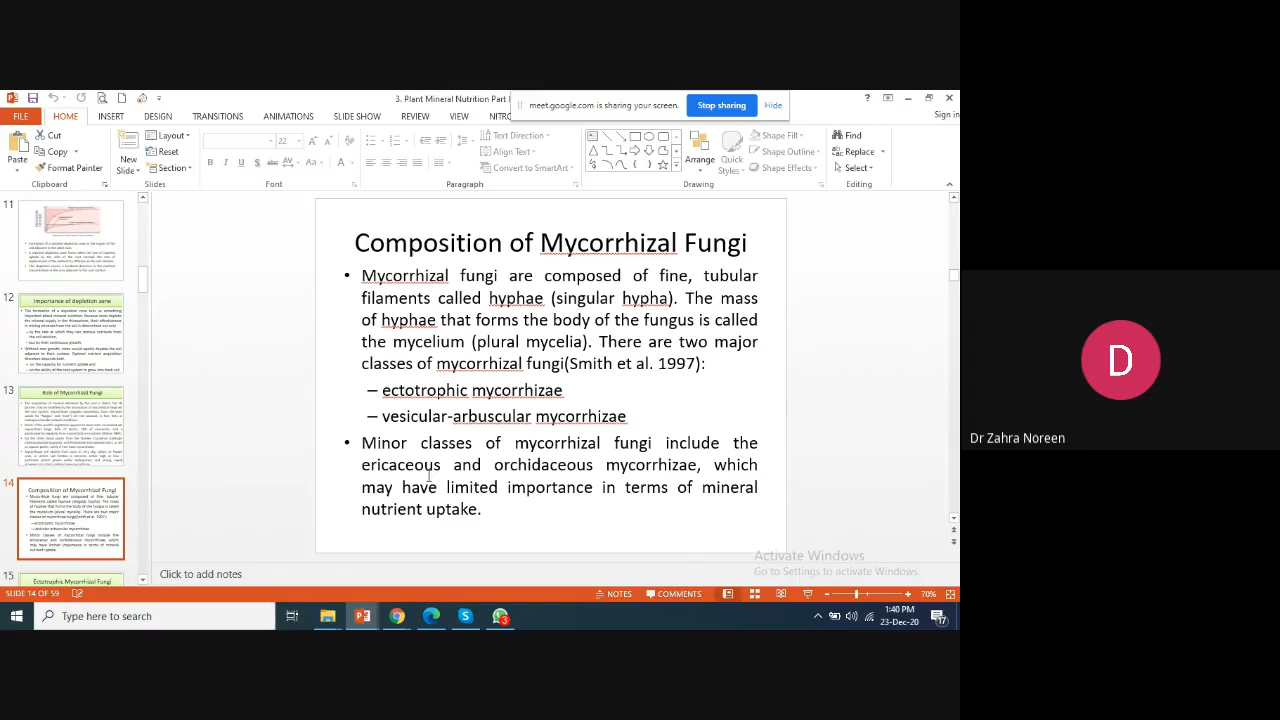 3. Plant Mineral Nutrition Part I
meet.google.com is sharing your screen.
Stop sharing
Hide
Sign in
FILE HOME INSERT DESIGN TRANSITIONS ANIMATIONS SLIDE SHOW REVIEW VIEW NITRO
Paste
Cut
Copy
Format Painter
Clipboard
New
Slide
Layout
Reset
Section
Slides
22
Font
Text Direction
Align Text
Convert to SmartArt
Paragraph
Arrange
Quick
Styles
Shape Fill
Shape Outline
Shape Effects
Drawing
Find
Replace
Select
Editing
11
12
Importance of depletion zone
13
Role of Mycorrhizal Fungi
14
Composition of Mycorrhizal Fungi
15
Ectotrophic Mycorrhizal Fungi
Composition of Mycorrhizal Fungi
• Mycorrhizal fungi are composed of fine, tubular
filaments called hyphae (singular hypha). The mass
of hyphae that forms the body of the fungus is called
the mycelium (plural mycelia). There are two major
classes of mycorrhizal fungi(Smith et al. 1997):
– ectotrophic mycorrhizae
– vesicular-arbuscular mycorrhizae
• Minor classes of mycorrhizal fungi include the
ericaceous and orchidaceous mycorrhizae, which
may have limited importance in terms of mineral
nutrient uptake.
Activate Windows
Go to Settings to activate Windows.
Click to add notes
SLIDE 14 OF 59
NOTES
COMMENTS
70%
Type here to search
3
1:40 PM
23-Dec-20
17
D
Dr Zahra Noreen